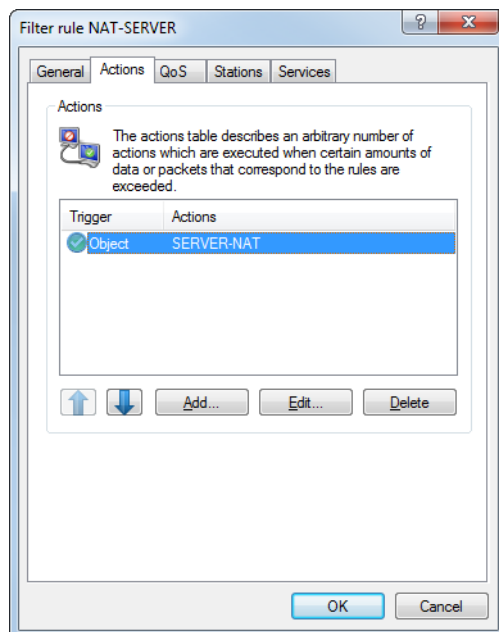 Filter rule NAT-SERVER
?
General Actions QoS Stations Services
Actions
The actions table describes an arbitrary number of
actions which are executed when certain amounts of
data or packets that correspond to the rules are
exceeded.
Trigger Actions
Object SERVER-NAT
Add... Edit... Delete
OK Cancel